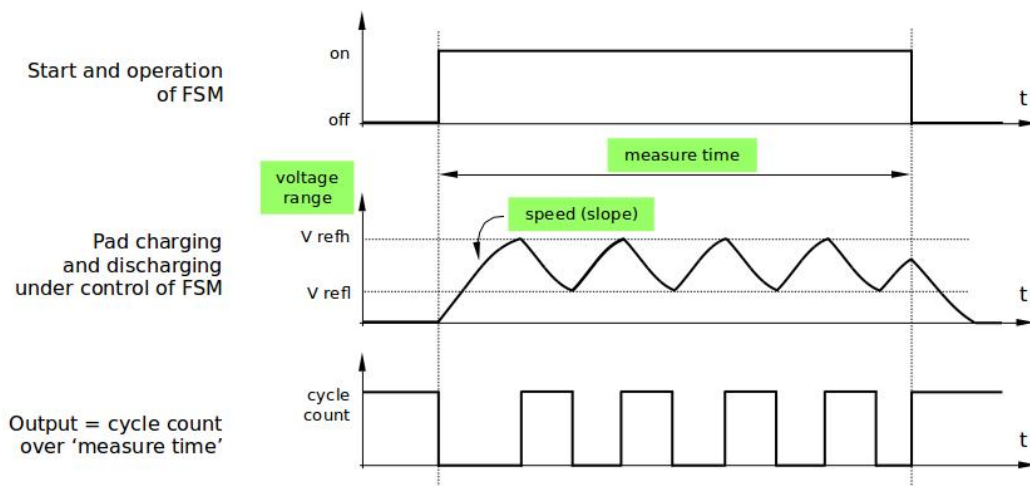 on
Start and operation
of FSM
t
off
measure time
voltage
range
speed (slope)
V refh
Pad charging
and discharging
under control of FSM
V refl
t
cycle
count
Output = cycle count
over ‘measure time’
t